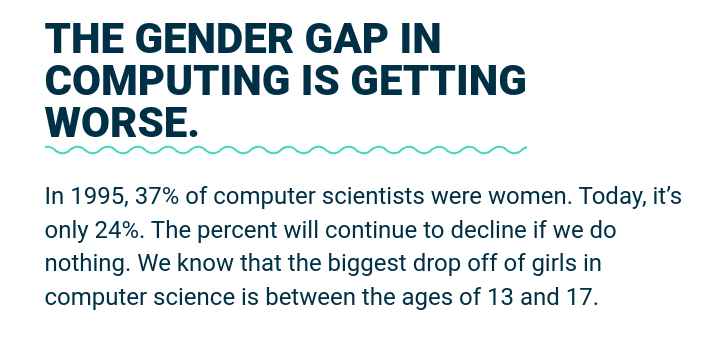 THE GENDER GAP IN
COMPUTING IS GETTING
WORSE.
In 1995, 37% of computer scientists were women. Today, it’s
only 24%. The percent will continue to decline if we do
nothing. We know that the biggest drop off of girls in
computer science is between the ages of 13 and 17.